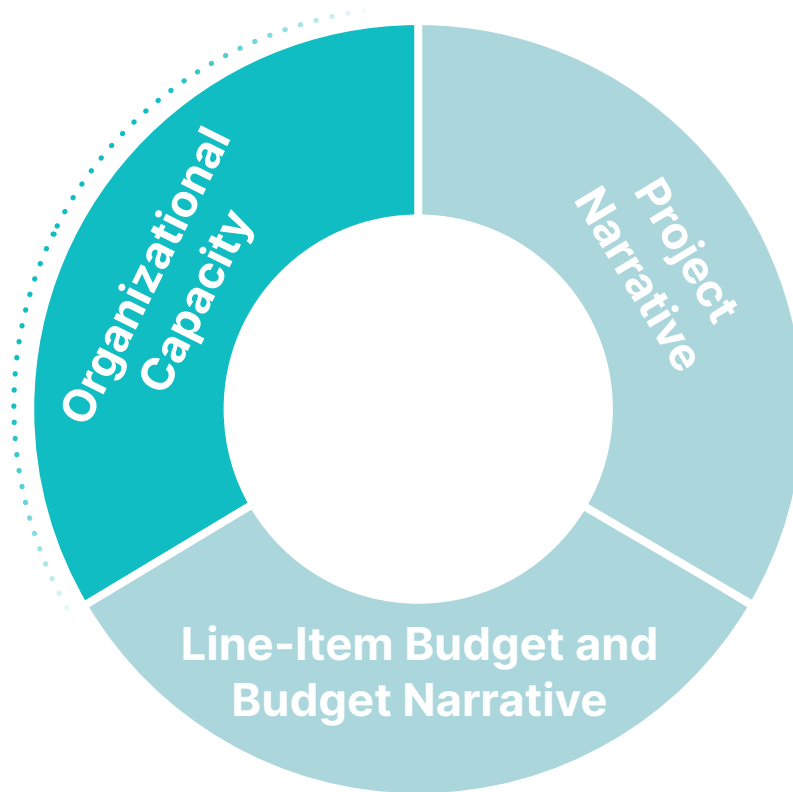 Organizational
Capacity
Project
Narrative
Line-Item Budget and
Budget Narrative